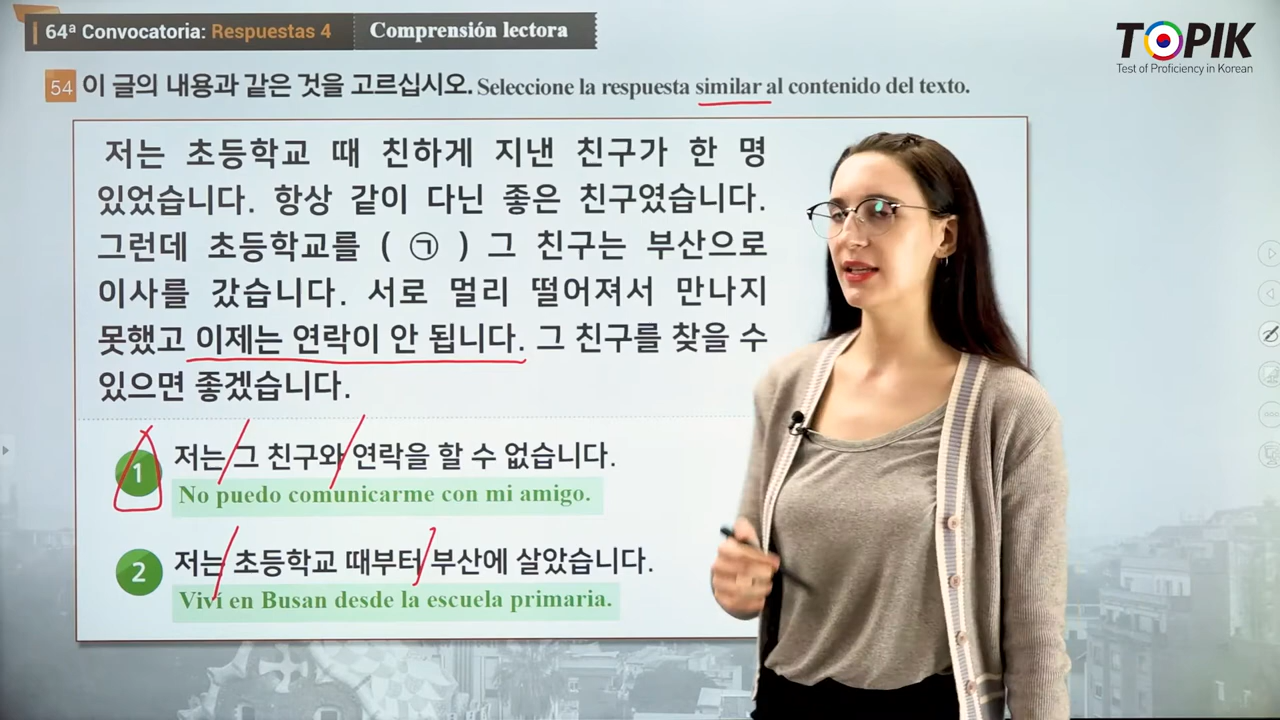 64ª Convocatoria: Respuestas 4 Comprensión lectora
TOPIK
Test of Proficiency in Korean
54 이 글의 내용과 같은 것을 고르십시오. Seleccione la respuesta similar al contenido del texto.
저는 초등학교 때 친하게 지낸 친구가 한 명
있었습니다. 항상 같이 다닌 좋은 친구였습니다.
그런데 초등학교를 ( ㉠ ) 그 친구는 부산으로
이사를 갔습니다. 서로 멀리 떨어져서 만나지
못했고 이제는 연락이 안 됩니다. 그 친구를 찾을 수
있으면 좋겠습니다.
1 저는 그 친구와 연락을 할 수 없습니다.
No puedo comunicarme con mi amigo.
2 저는 초등학교 때부터 부산에 살았습니다.
Viví en Busan desde la escuela primaria.